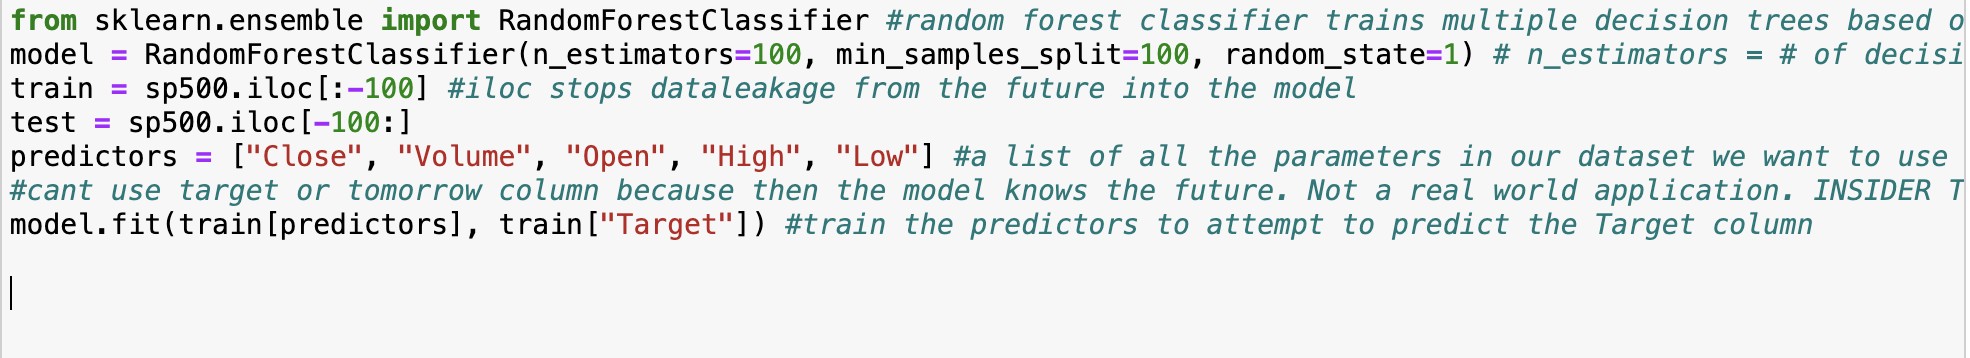 from sklearn.ensemble import RandomForestClassifier #random forest classifier trains multiple decision trees based
model = RandomForestClassifier(n_estimators=100, min_samples_split=100, random_state=1) # n_estimators = # of
train = sp500.iloc[:-100] #iloc stops dataleakage from the future into the model
test = sp500.iloc[-100:]
predictors = ["Close", "Volume", "Open", "High", "Low"] #a list of all the parameters in our dataset we want to use
#cant use target or tomorrow column because then the model knows the future. Not a real world application. INSIDER
model.fit(train[predictors], train["Target"]) #train the predictors to attempt to predict the Target column